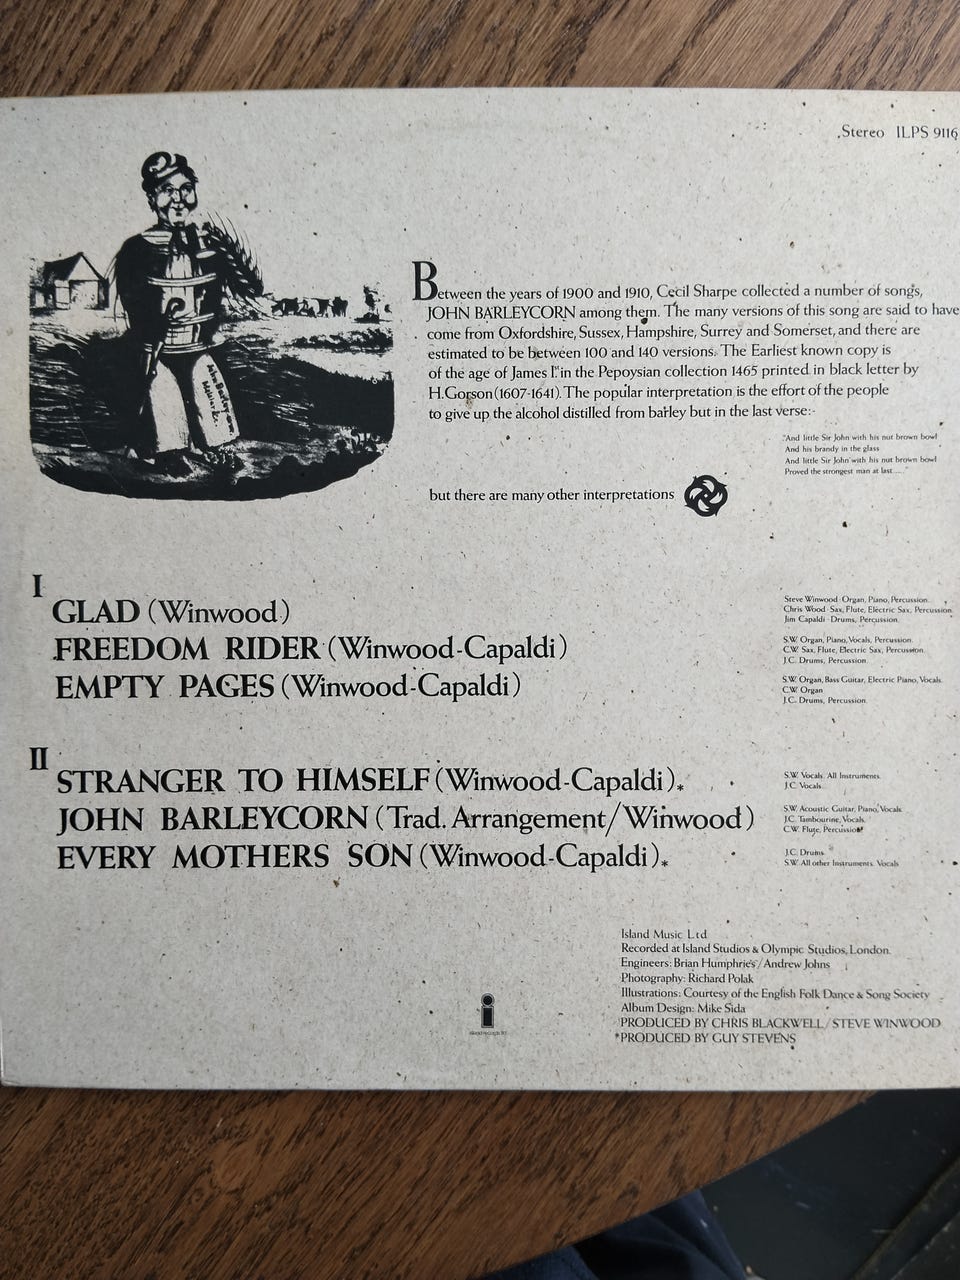 Stereo ILPS 9116
Between the years of 1900 and 1910, Cecil Sharpe collected a number of songs,
JOHN BARLEYCORN among them. The many versions of this song are said to have
come from Oxfordshire, Sussex, Hampshire, Surrey and Somerset, and there are
estimated to be between 100 and 140 versions. The Earliest known copy is
of the age of James Ist in the Pepoysian collection 1465 printed in black letter by
H. Gorson (1607-1641). The popular interpretation is the effort of the people
to give up the alcohol distilled from barley but in the last verse:-
"And little Sir John with his nut brown bowl
And his brandy in the glass
And little Sir John with his nut brown bowl
Proved the strongest man at last....."
but there are many other interpretations
I
GLAD (Winwood)
Steve Winwood Organ, Piano, Percussion.
Chris Wood Sax, Flute, Electric Sax, Percussion
Jim Capaldi Drums, Percussion.
FREEDOM RIDER (Winwood-Capaldi)
S.W. Organ, Piano, Vocals, Percussion.
C.W. Sax, Flute, Electric Sax, Percussion.
J.C. Drums, Percussion.
EMPTY PAGES (Winwood-Capaldi)
S.W. Organ, Bass Guitar, Electric Piano, Vocals.
C.W. Organ
J.C. Drums, Percussion.
II
STRANGER TO HIMSELF (Winwood-Capaldi).*
S.W. Vocals. All Instruments.
J.C. Vocals.
JOHN BARLEYCORN (Trad. Arrangement/Winwood)
S.W. Acoustic Guitar, Piano, Vocals.
J.C. Tambourine, Vocals.
C.W. Flute, Percussion.
EVERY MOTHERS SON (Winwood-Capaldi).*
J.C. Drums.
S.W. All other Instruments. Vocals
Island Music Ltd.
Recorded at Island Studios & Olympic Studios, London.
Engineers: Brian Humphries/Andrew Johns
Photography: Richard Polak
Illustrations: Courtesy of the English Folk Dance & Song Society
Album Design: Mike Sida
PRODUCED BY CHRIS BLACKWELL/STEVE WINWOOD
*PRODUCED BY GUY STEVENS